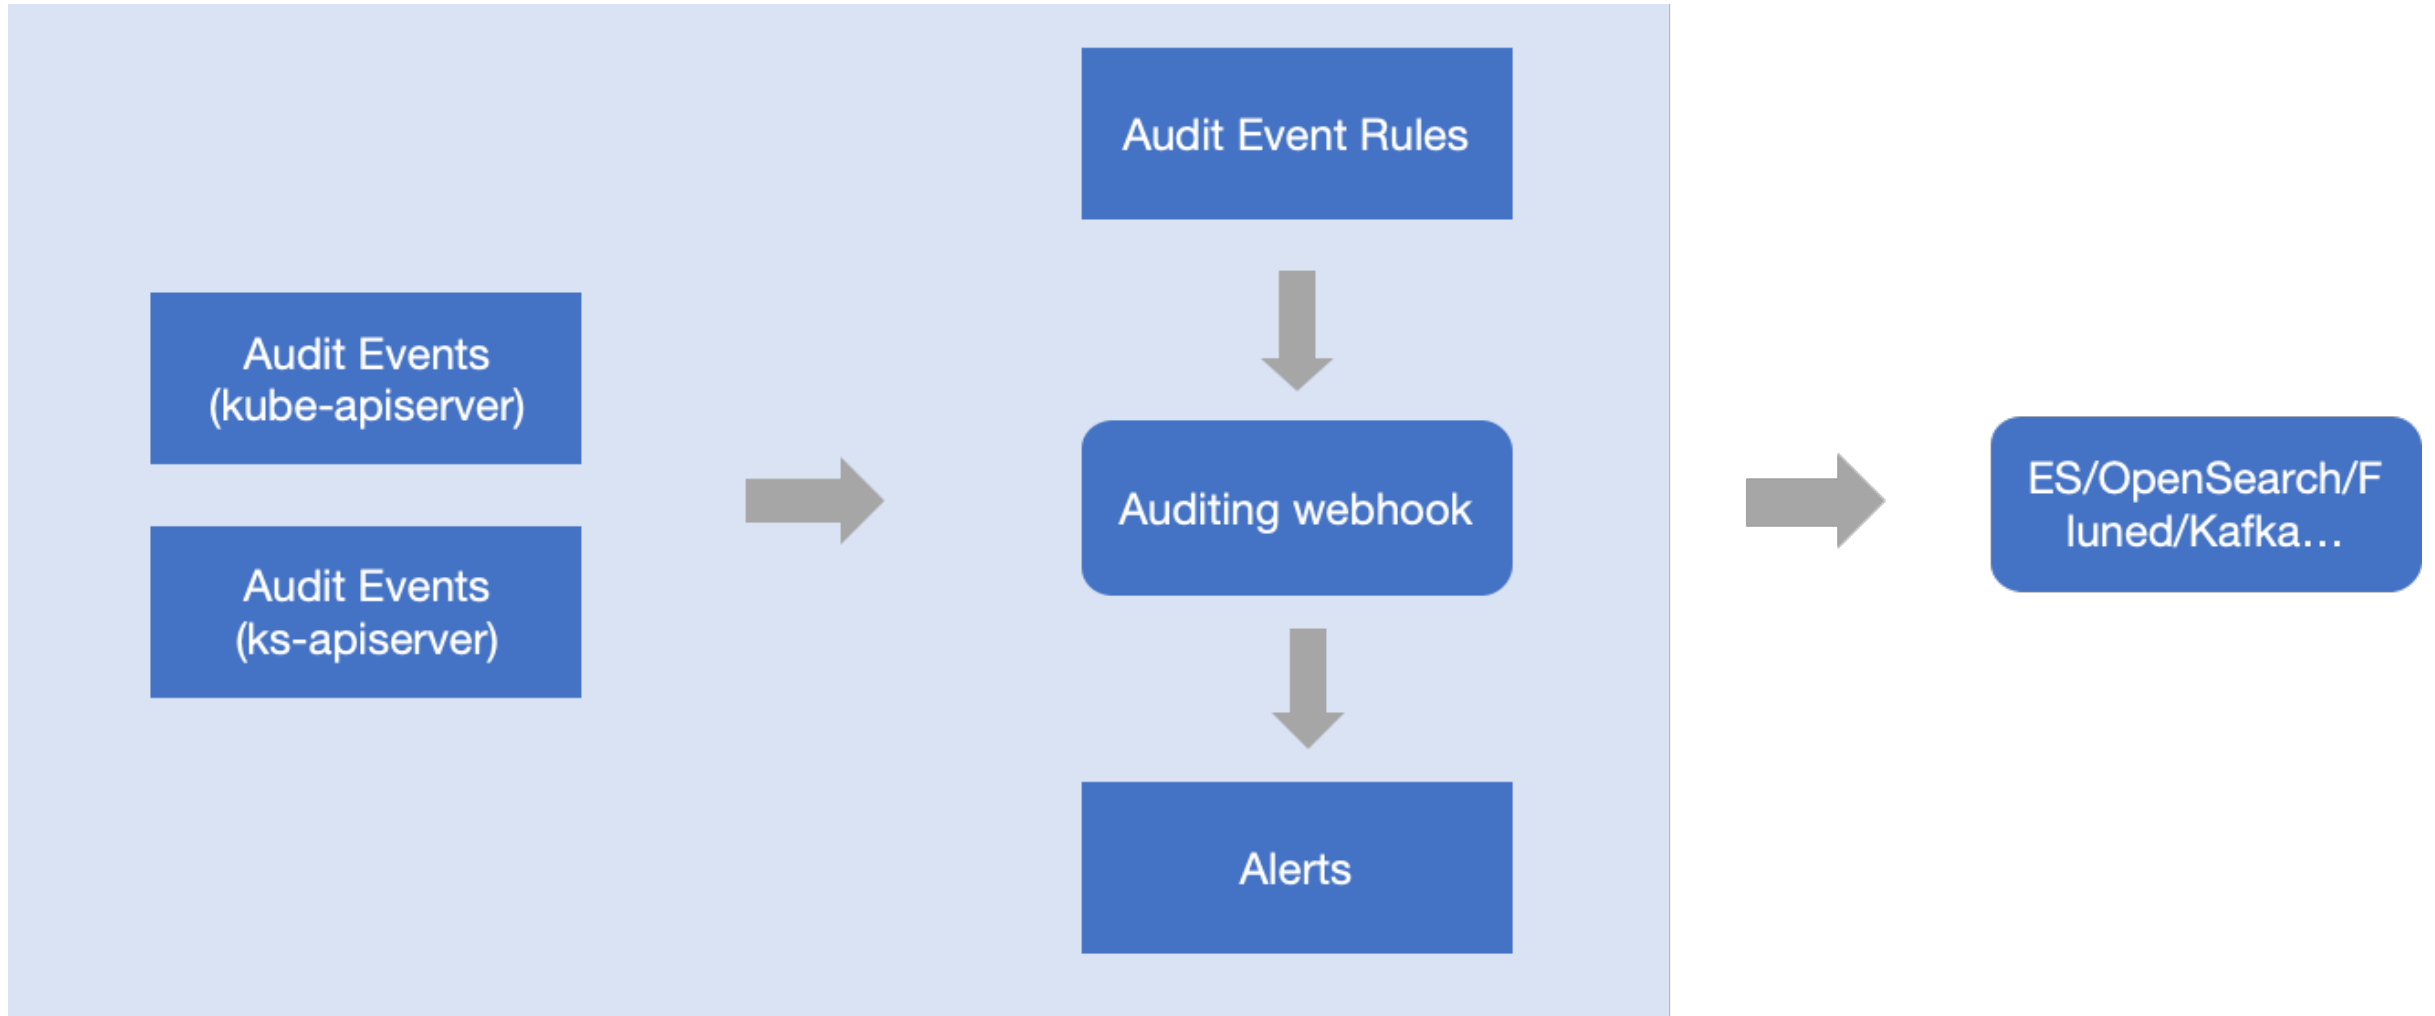 Audit Event Rules
Audit Events
(kube-apiserver)
Audit Events
(ks-apiserver)
Auditing webhook
ES/OpenSearch/F
luned/Kafka…
Alerts